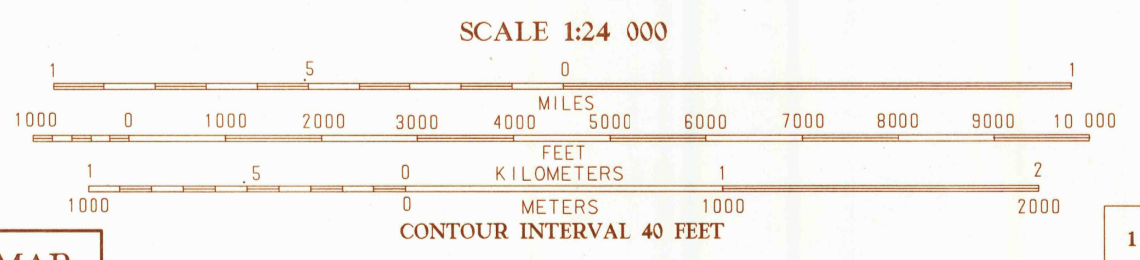 SCALE 1:24 000
1 .5 0 1
MILES
1000 0 1000 2000 3000 4000 5000 6000 7000 8000 9000 10 000
FEET
1 .5 0 KILOMETERS 1 2
1000 0 METERS 1000 2000
CONTOUR INTERVAL 40 FEET
MAP
1